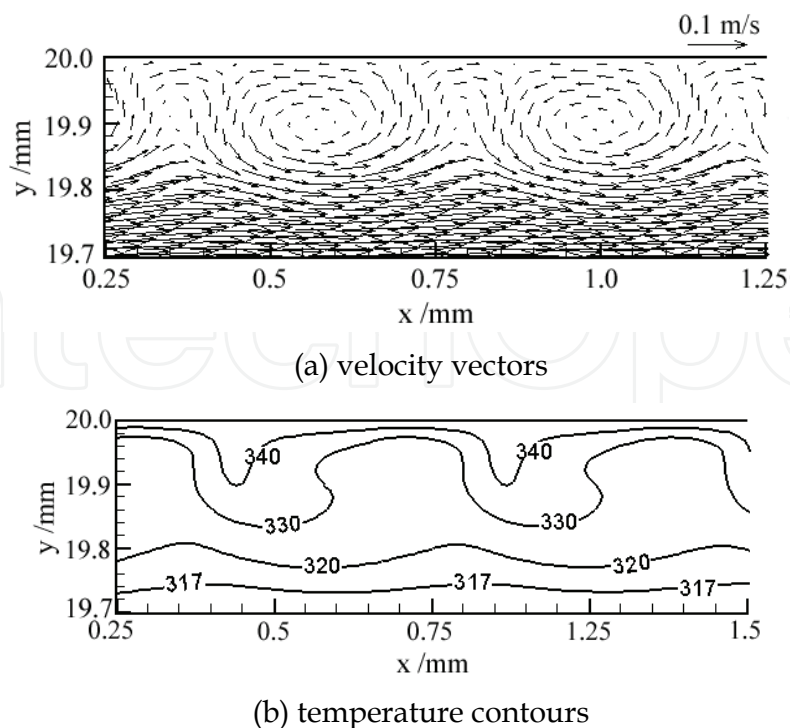 0.1 m/s
20.0
19.9
19.8
19.7
y /mm
0.25 0.5 0.75 1.0 1.25
x /mm
(a) velocity vectors
20.0
19.9
19.8
19.7
y /mm
340 340
330 330
320 320
317 317 317
0.25 0.5 0.75 1.25 1.5
x /mm
(b) temperature contours